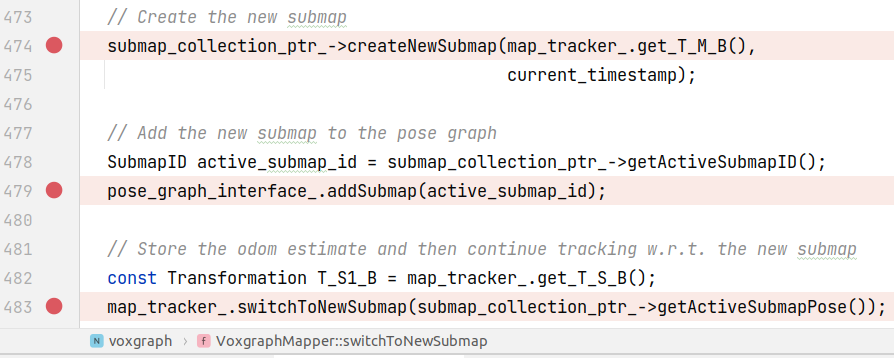 473 // Create the new submap
474 submap_collection_ptr_->createNewSubmap(map_tracker_.get_T_M_B(),
475 current_timestamp);
476
477 // Add the new submap to the pose graph
478 SubmapID active_submap_id = submap_collection_ptr_->getActiveSubmapID();
479 pose_graph_interface_.addSubmap(active_submap_id);
480
481 // Store the odom estimate and then continue tracking w.r.t. the new submap
482 const Transformation T_S1_B = map_tracker_.get_T_S_B();
483 map_tracker_.switchToNewSubmap(submap_collection_ptr_->getActiveSubmapPose());
N voxgraph › f VoxgraphMapper::switchToNewSubmap